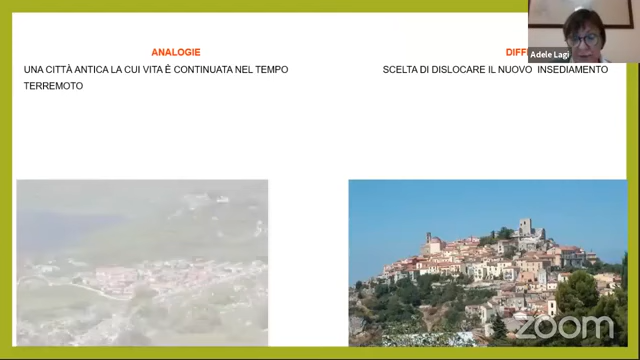 ANALOGIE
UNA CITTÀ ANTICA LA CUI VITA È CONTINUATA NEL TEMPO
TERREMOTO
DIFF
SCELTA DI DISLOCARE IL NUOVO INSEDIAMENTO
Adele Lagi
zoom